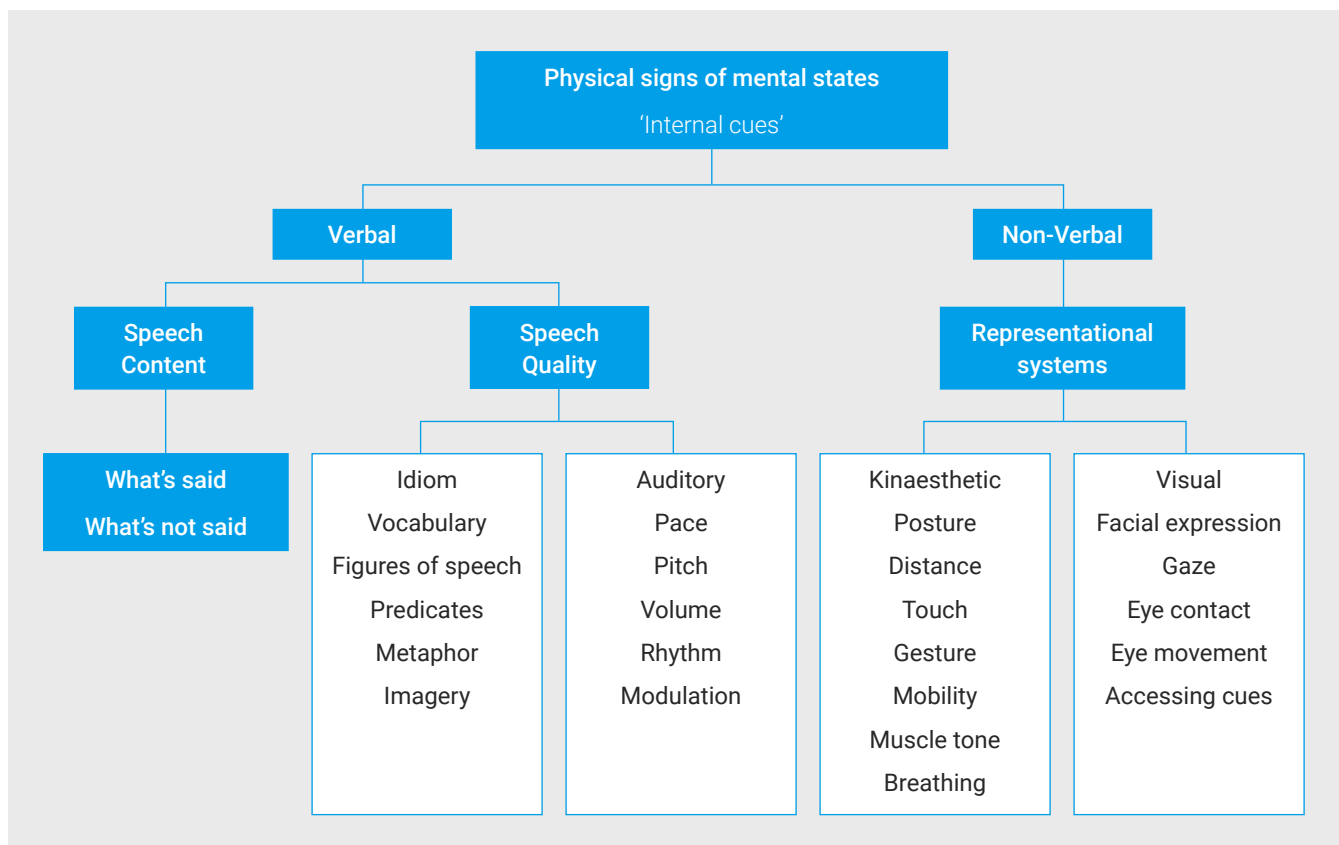 Physical signs of mental states
‘Internal cues’
Verbal
Non-Verbal
Speech
Content
Speech
Quality
Representational
systems
What’s said
What’s not said
Idiom
Vocabulary
Figures of speech
Predicates
Metaphor
Imagery
Auditory
Pace
Pitch
Volume
Rhythm
Modulation
Kinaesthetic
Posture
Distance
Touch
Gesture
Mobility
Muscle tone
Breathing
Visual
Facial expression
Gaze
Eye contact
Eye movement
Accessing cues